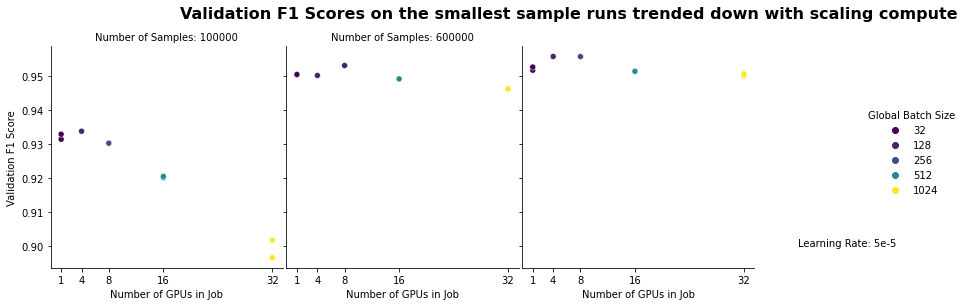 Validation F1 Scores on the smallest sample runs trended down with scaling compute
Number of Samples: 100000
Number of Samples: 600000
Validation F1 Score
0.95
0.94
0.93
0.92
0.91
0.90
1 4 8 16 32
Number of GPUs in Job
1 4 8 16 32
Number of GPUs in Job
1 4 8 16 32
Number of GPUs in Job
Global Batch Size
32
128
256
512
1024
Learning Rate: 5e-5